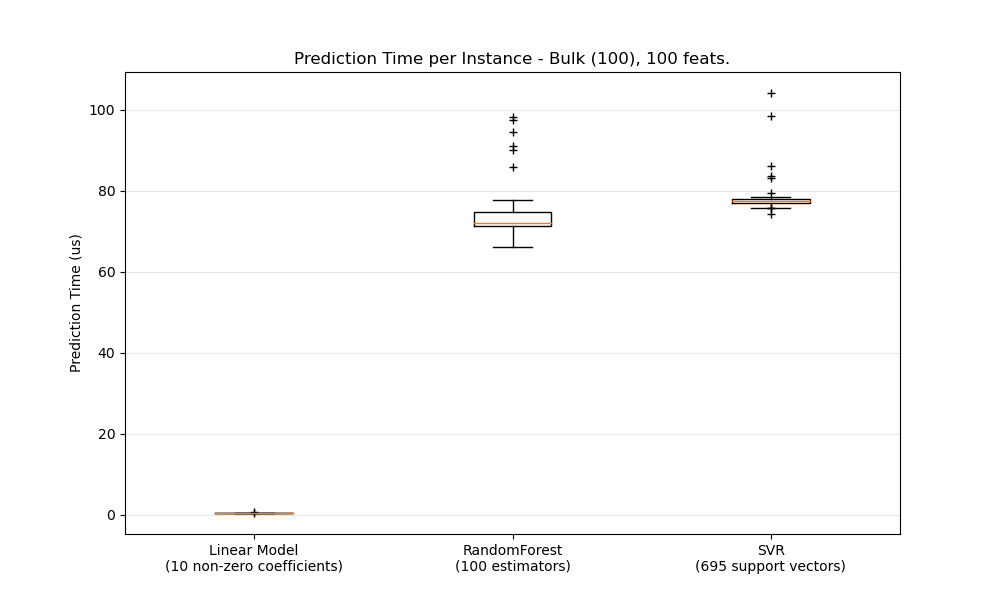 Prediction Time per Instance - Bulk (100), 100 feats.
100
80
60
40
20
0
Prediction Time (us)
Linear Model
(10 non-zero coefficients)
RandomForest
(100 estimators)
SVR
(695 support vectors)